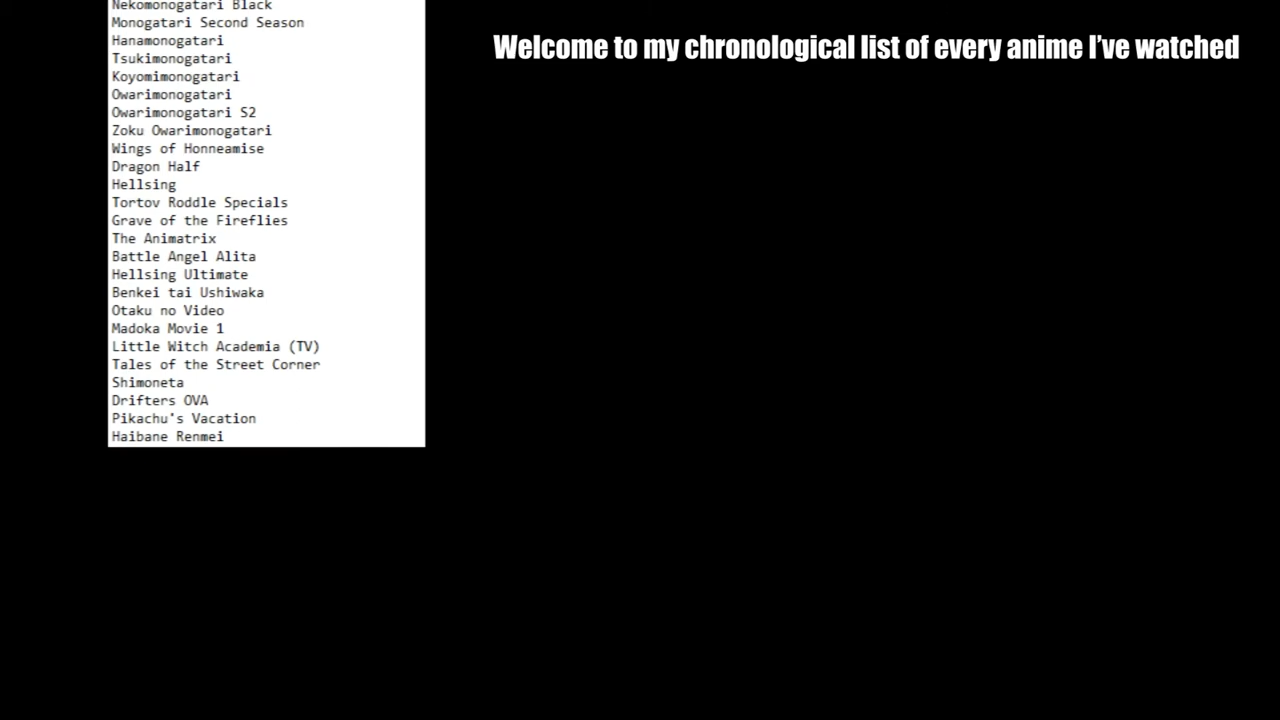 Nekomonogatari Black
Monogatari Second Season
Hanamonogatari
Tsukimonogatari
Koyomimonogatari
Owarimonogatari
Owarimonogatari S2
Zoku Owarimonogatari
Wings of Honneamise
Dragon Half
Hellsing
Tortov Roddle Specials
Grave of the Fireflies
The Animatrix
Battle Angel Alita
Hellsing Ultimate
Benkei tai Ushiwaka
Otaku no Video
Madoka Movie 1
Little Witch Academia (TV)
Tales of the Street Corner
Shimoneta
Drifters OVA
Pikachu's Vacation
Haibane Renmei
Welcome to my chronological list of every anime I’ve watched